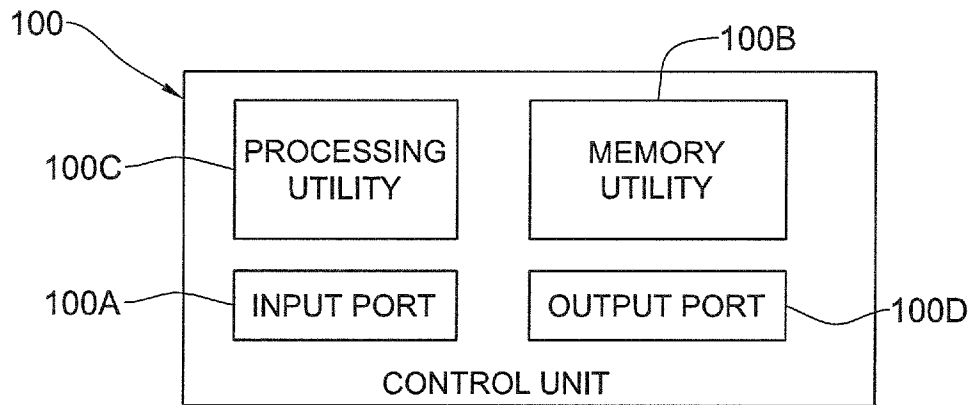 100
100B
PROCESSING
UTILITY
MEMORY
UTILITY
100C
100A
INPUT PORT
OUTPUT PORT
100D
CONTROL UNIT